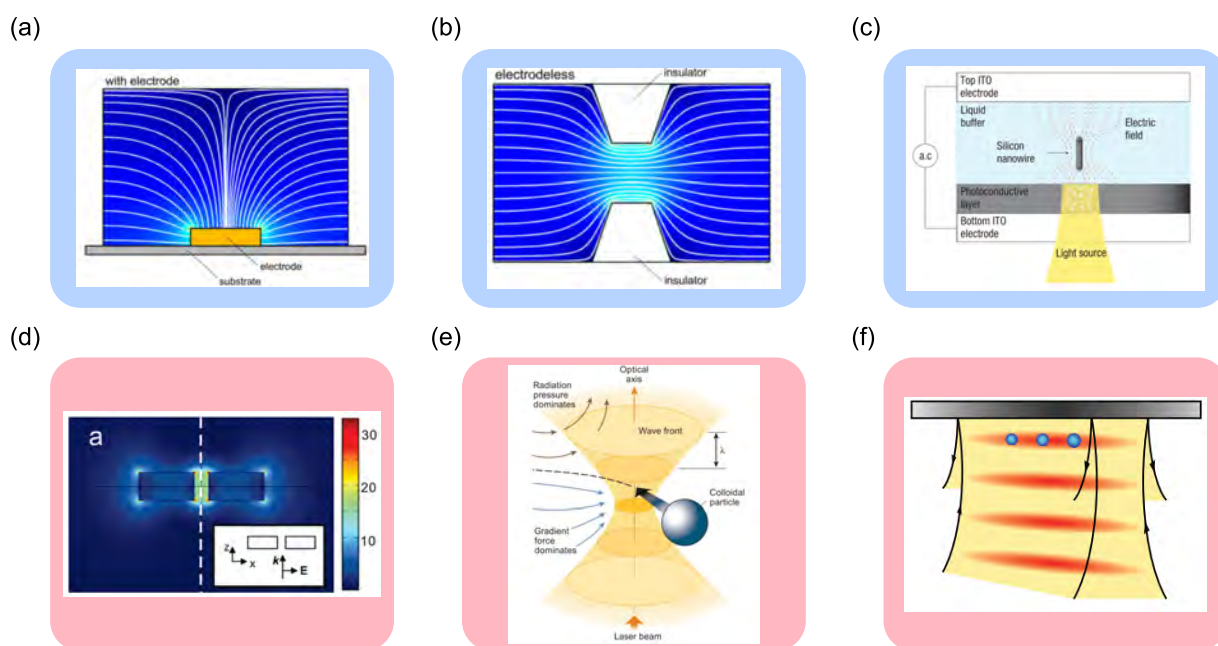 (a)
with electrode
electrode
substrate
(b)
electrodeless
insulator
insulator
(c)
Top ITO
electrode
Liquid
buffer
Electric
field
Silicon
nanowire
a.c
Photoconductive
layer
Bottom ITO
electrode
Light source
(d)
a
30
20
10
z
x
k
E
(e)
Optical
axis
Radiation
pressure
dominates
Wave front
λ
Colloidal
particle
Gradient
force
dominates
Laser beam
(f)